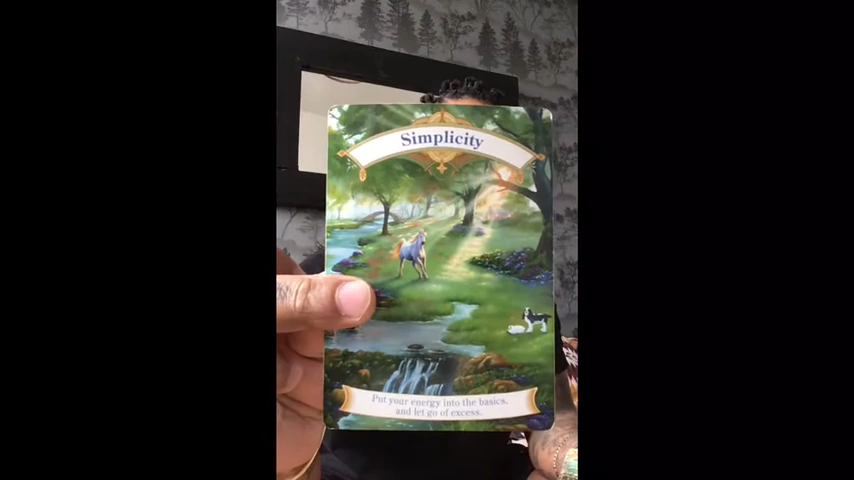 Simplicity
Put your energy into the basics,
and let go of excess.